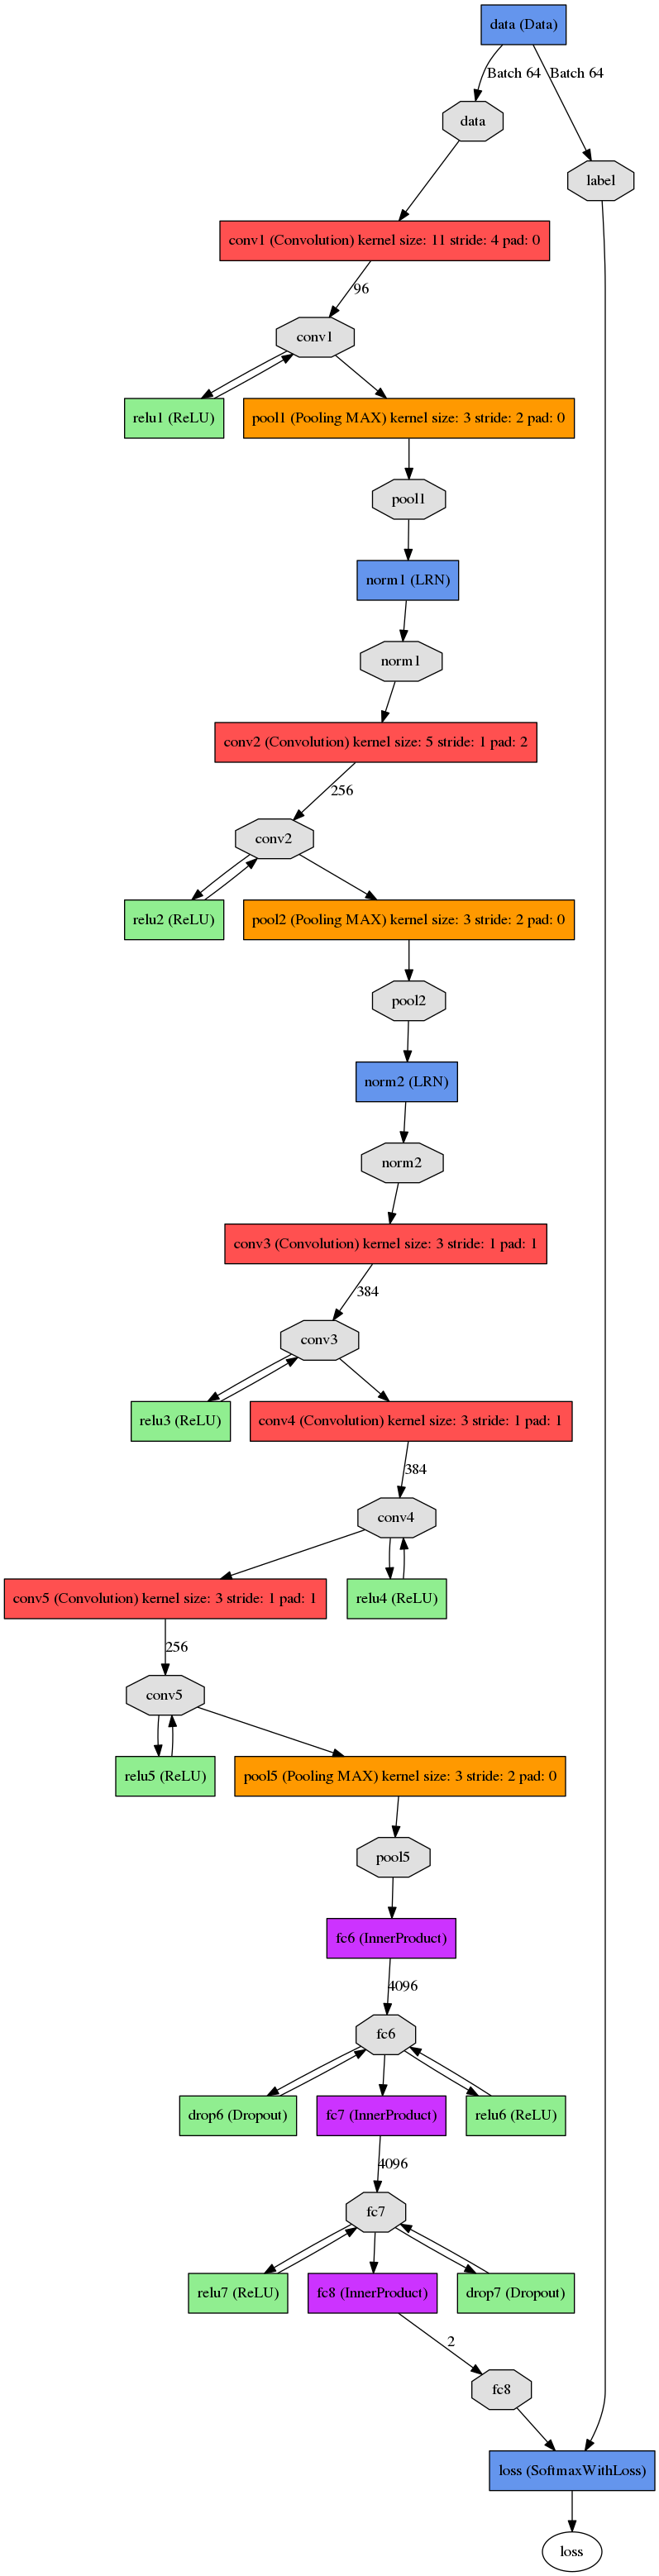 data (Data)
Batch 64
Batch 64
data
label
conv1 (Convolution) kernel size: 11 stride: 4 pad: 0
96
conv1
relu1 (ReLU)
pool1 (Pooling MAX) kernel size: 3 stride: 2 pad: 0
pool1
norm1 (LRN)
norm1
conv2 (Convolution) kernel size: 5 stride: 1 pad: 2
256
conv2
relu2 (ReLU)
pool2 (Pooling MAX) kernel size: 3 stride: 2 pad: 0
pool2
norm2 (LRN)
norm2
conv3 (Convolution) kernel size: 3 stride: 1 pad: 1
384
conv3
relu3 (ReLU)
conv4 (Convolution) kernel size: 3 stride: 1 pad: 1
384
conv4
conv5 (Convolution) kernel size: 3 stride: 1 pad: 1
relu4 (ReLU)
256
conv5
relu5 (ReLU)
pool5 (Pooling MAX) kernel size: 3 stride: 2 pad: 0
pool5
fc6 (InnerProduct)
4096
fc6
drop6 (Dropout)
fc7 (InnerProduct)
relu6 (ReLU)
4096
fc7
relu7 (ReLU)
fc8 (InnerProduct)
drop7 (Dropout)
2
fc8
loss (SoftmaxWithLoss)
loss